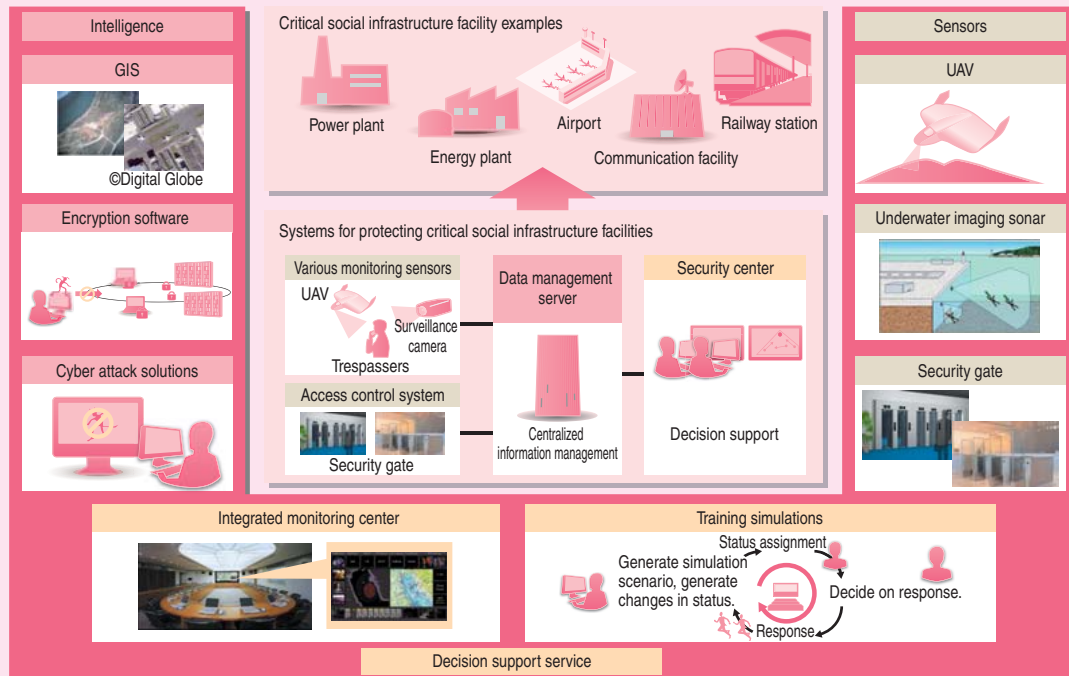 Intelligence
GIS
©Digital Globe
Encryption software
Cyber attack solutions
Critical social infrastructure facility examples
Power plant
Energy plant
Airport
Communication facility
Railway station
Systems for protecting critical social infrastructure facilities
Various monitoring sensors
UAV
Surveillance
camera
Trespassers
Access control system
Security gate
Data management
server
Centralized
information management
Security center
Decision support
Sensors
UAV
Underwater imaging sonar
Security gate
Integrated monitoring center
Training simulations
Status assignment
Generate simulation
scenario, generate
changes in status.
Decide on response.
Response
Decision support service